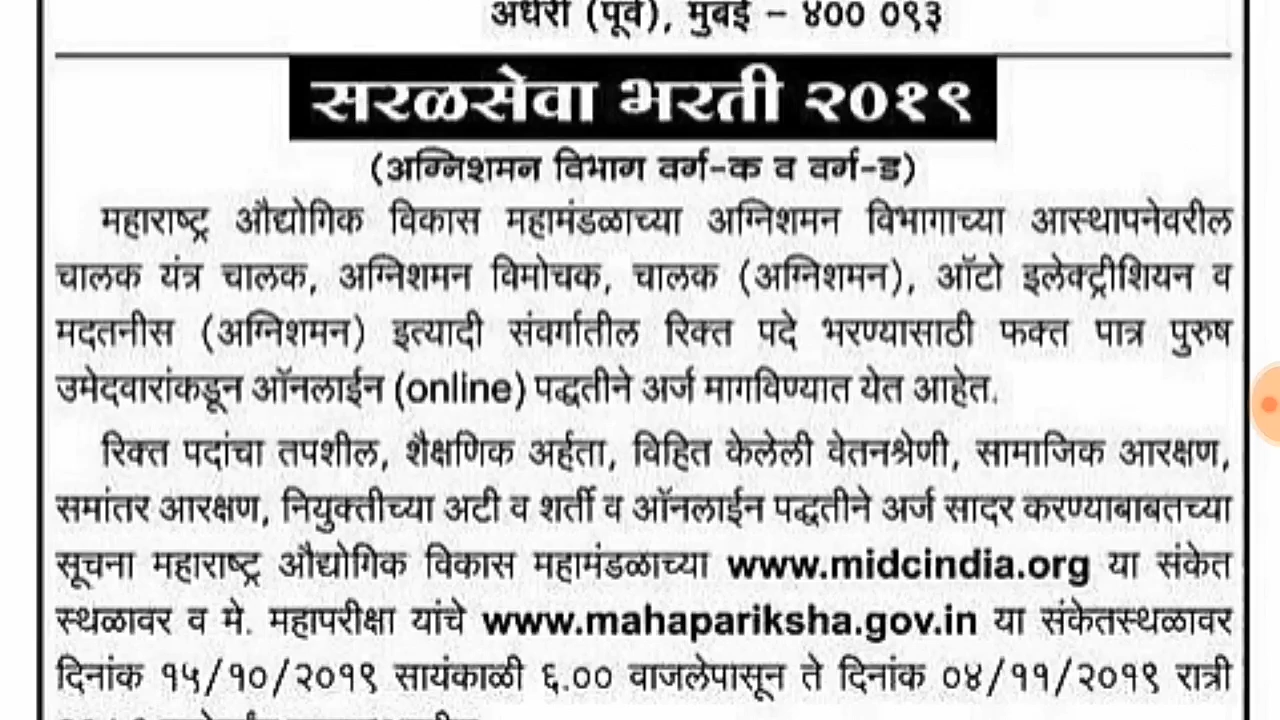 अंधेरी (पूर्व), मुंबई – ४०० ०९३
सरळसेवा भरती २०१९
(अग्निशमन विभाग वर्ग-क व वर्ग-ड)
महाराष्ट्र औद्योगिक विकास महामंडळाच्या अग्निशमन विभागाच्या आस्थापनेवरील
चालक यंत्र चालक, अग्निशमन विमोचक, चालक (अग्निशमन), ऑटो इलेक्ट्रीशियन व
मदतनीस (अग्निशमन) इत्यादी संवर्गातील रिक्त पदे भरण्यासाठी फक्त पात्र पुरुष
उमेदवारांकडून ऑनलाईन (online) पद्धतीने अर्ज मागविण्यात येत आहेत.
रिक्त पदांचा तपशील, शैक्षणिक अर्हता, विहित केलेली वेतनश्रेणी, सामाजिक आरक्षण,
समांतर आरक्षण, नियुक्तीच्या अटी व शर्ती व ऑनलाईन पद्धतीने अर्ज सादर करण्याबाबतच्या
सूचना महाराष्ट्र औद्योगिक विकास महामंडळाच्या www.midcindia.org या संकेत
स्थळावर व मे. महापरीक्षा यांचे www.mahapariksha.gov.in या संकेतस्थळावर
दिनांक १५/१०/२०१९ सायंकाळी ६.०० वाजलेपासून ते दिनांक ०४/११/२०१९ रात्री